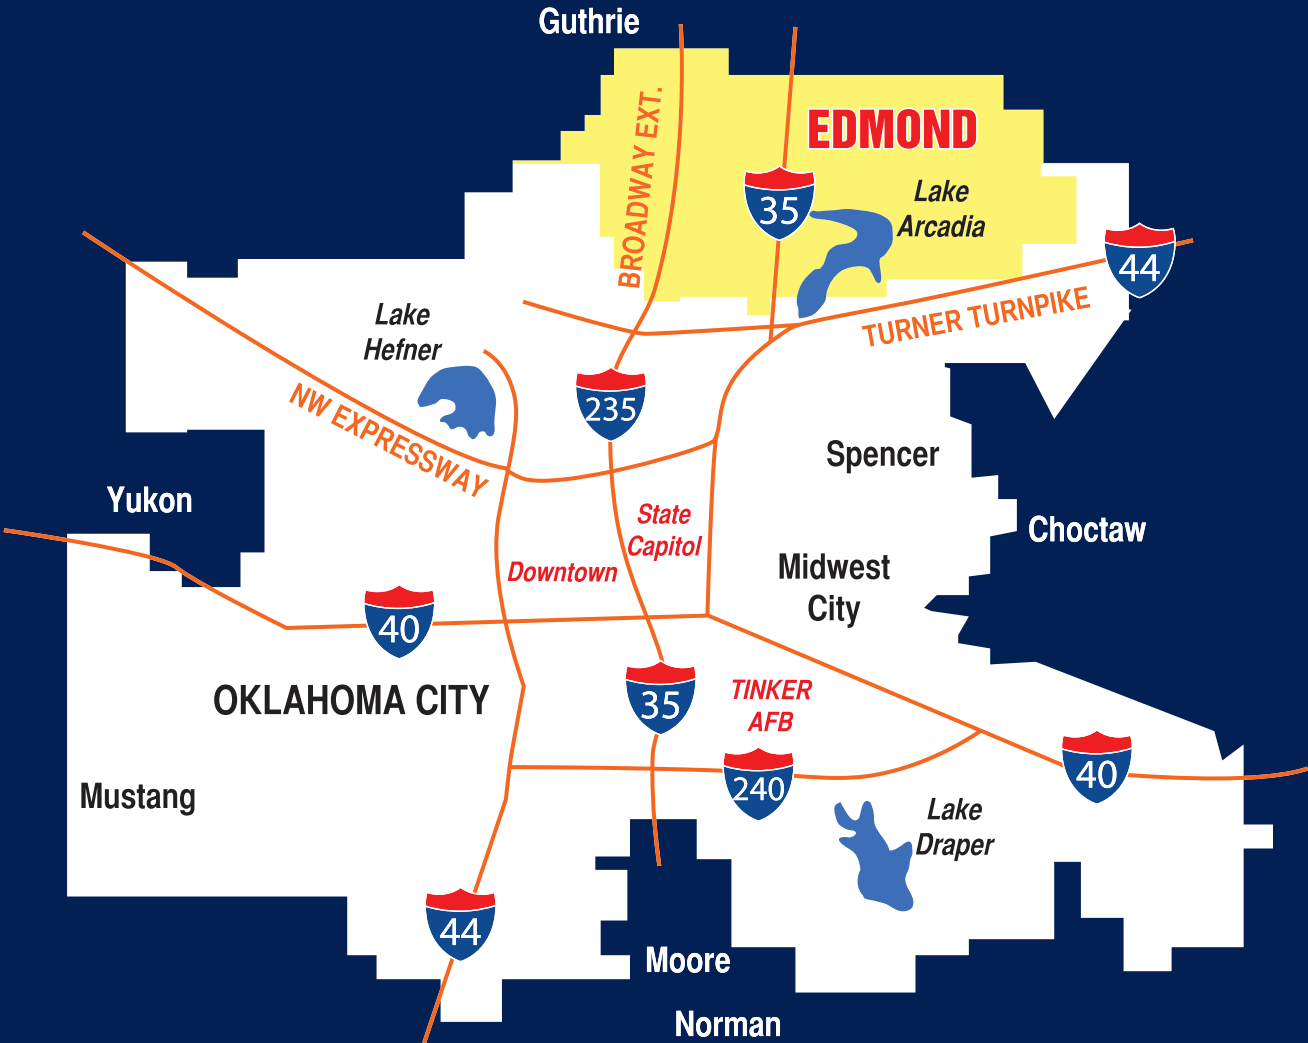 Guthrie
BROADWAY EXT.
EDMOND
35
Lake
Arcadia
44
TURNER TURNPIKE
Lake
Hefner
NW EXPRESSWAY
235
Spencer
Yukon
State
Capitol
Choctaw
Downtown
Midwest
City
40
OKLAHOMA CITY
35
TINKER
AFB
240
40
Mustang
Lake
Draper
44
Moore
Norman